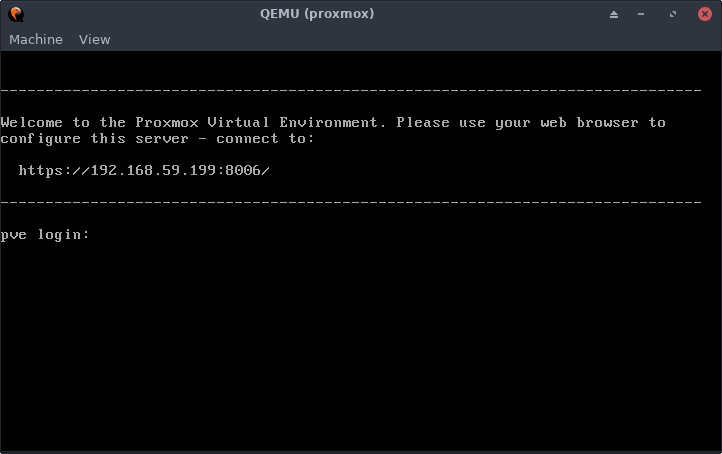 QEMU (proxmox)
Machine View
--------------------------------------------------------------------------------
Welcome to the Proxmox Virtual Environment. Please use your web browser to
configure this server - connect to:
https://192.168.59.199:8006/
--------------------------------------------------------------------------------
pve login: